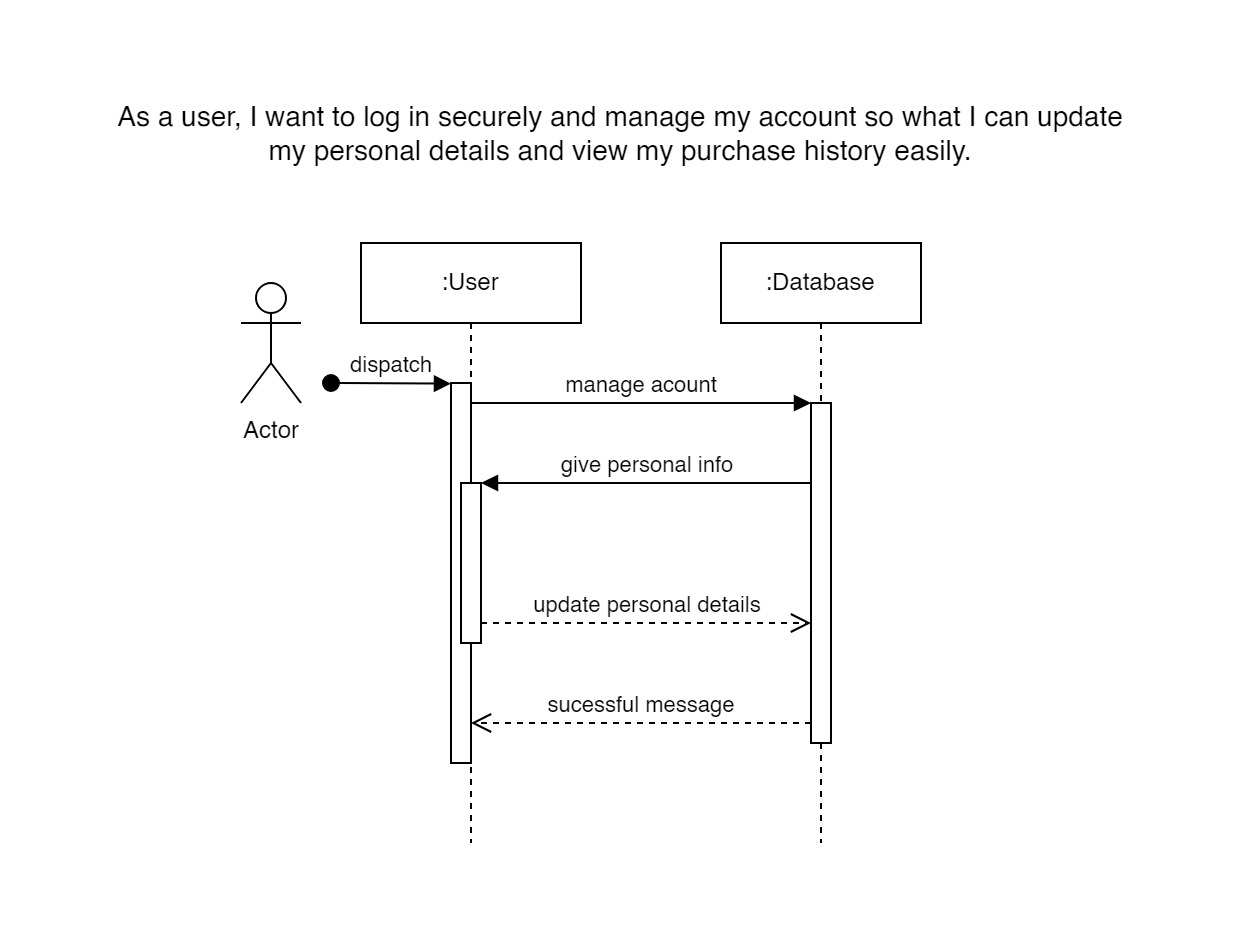 As a user, I want to log in securely and manage my account so what I can update
my personal details and view my purchase history easily.
:User
:Database
dispatch
manage acount
Actor
give personal info
update personal details
sucessful message